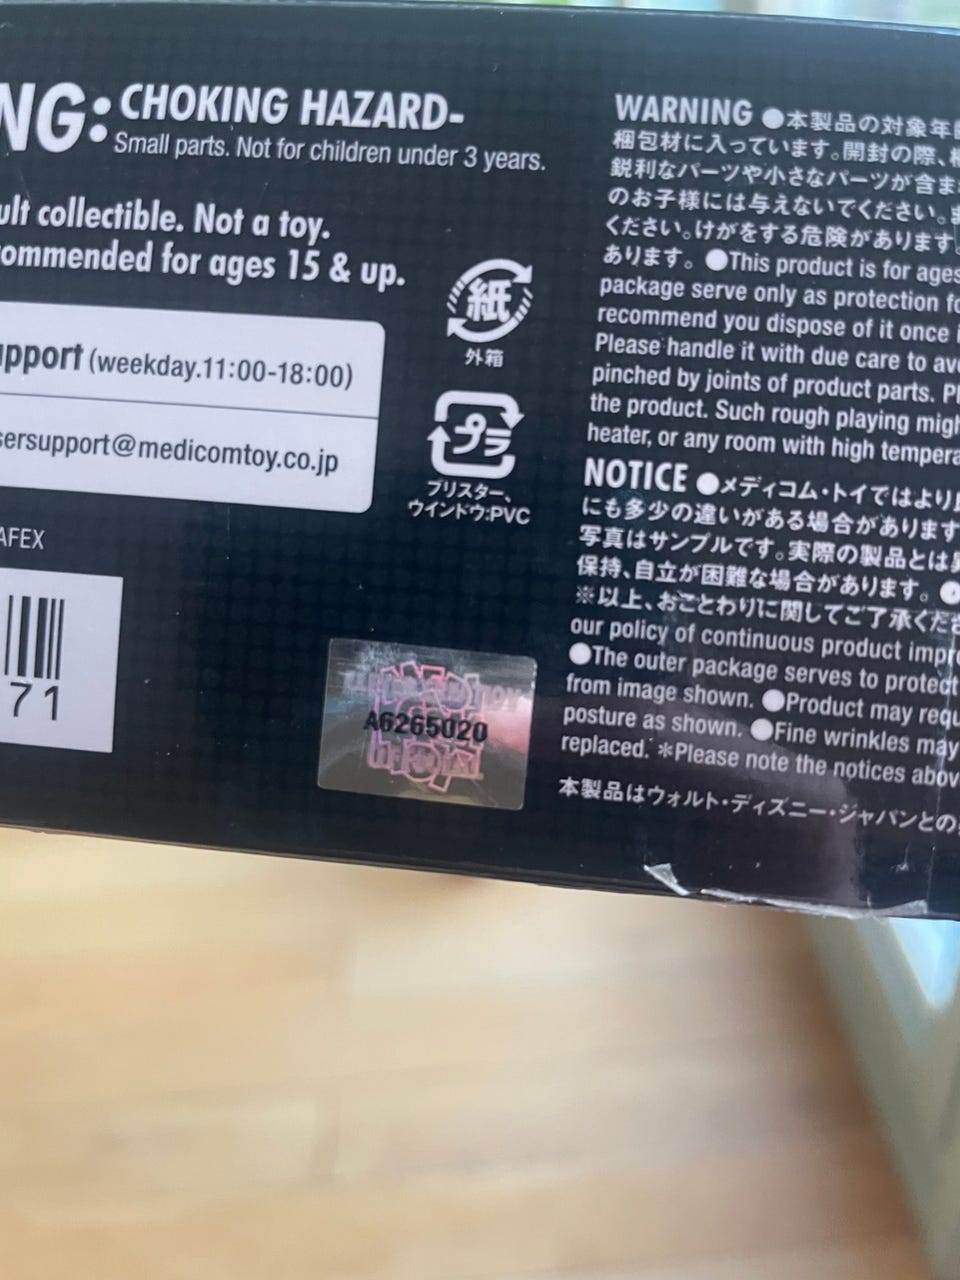 NG: CHOKING HAZARD-
Small parts. Not for children under 3 years.
ult collectible. Not a toy.
ommended for ages 15 & up.
pport (weekday.11:00-18:00)
sersupport@medicomtoy.co.jp
AFEX
71
紙
外箱
プラ
ブリスター、
ウインドウ:PVC
A6265020
WARNING ●本製品の対象年
梱包材に入っています。開封の際、
鋭利なパーツや小さなパーツが含ま
のお子様には与えないでください。
ください。けがをする危険があります
あります。●This product is for ages
package serve only as protection
recommend you dispose of it once
Please handle it with due care to
pinched by joints of product parts.
the product. Such rough playing
heater, or any room with high
NOTICE ●メディコム・トイではより
にも多少の違いがある場合があります
写真はサンプルです。実際の製品とは
保持、自立が困難な場合があります。●
※以上、おことわりに関してご了承くだ
our policy of continuous product
●The outer package serves to protect
from image shown. ●Product may
posture as shown. ●Fine wrinkles may
replaced. *Please note the notices
本製品はウォルト・ディズニー・ジャパンとの